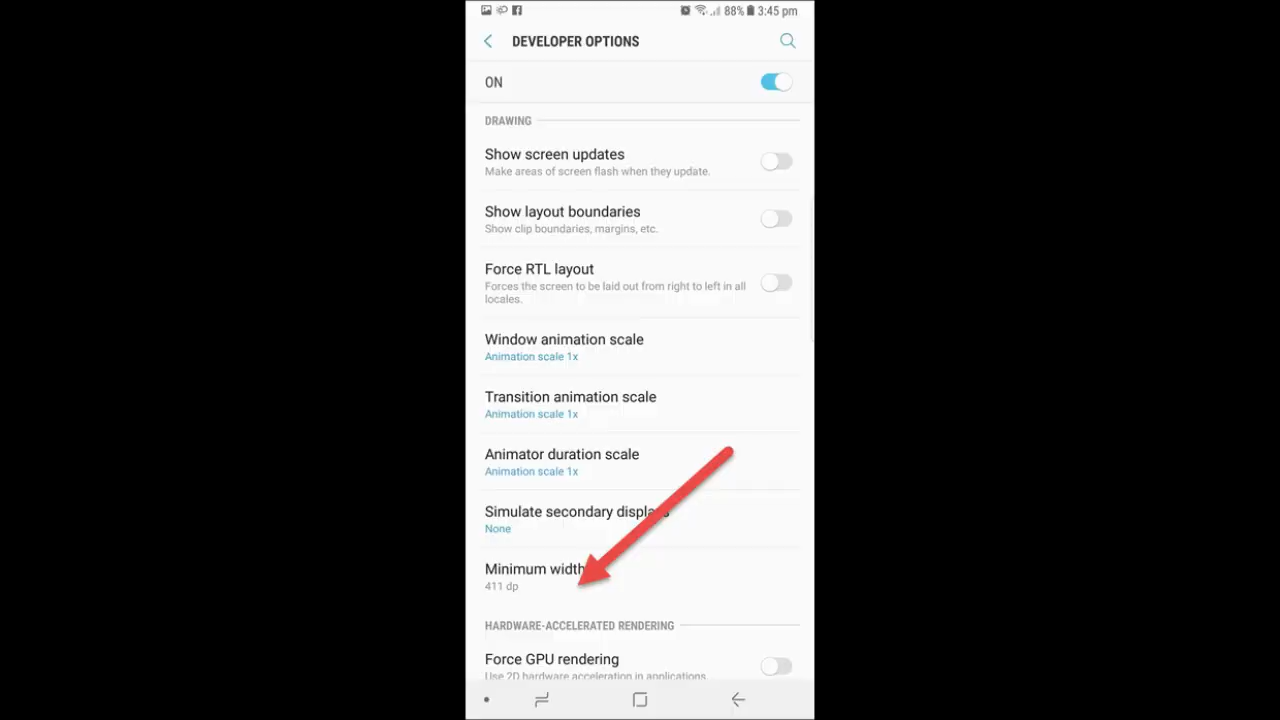 88% 3:45 pm
DEVELOPER OPTIONS
ON
DRAWING
Show screen updates
Make areas of screen flash when they update.
Show layout boundaries
Show clip boundaries, margins, etc.
Force RTL layout
Forces the screen to be laid out from right to left in all
locales.
Window animation scale
Animation scale 1x
Transition animation scale
Animation scale 1x
Animator duration scale
Animation scale 1x
Simulate secondary displays
None
Minimum width
411 dp
HARDWARE-ACCELERATED RENDERING
Force GPU rendering
Use 2D hardware acceleration in applications.